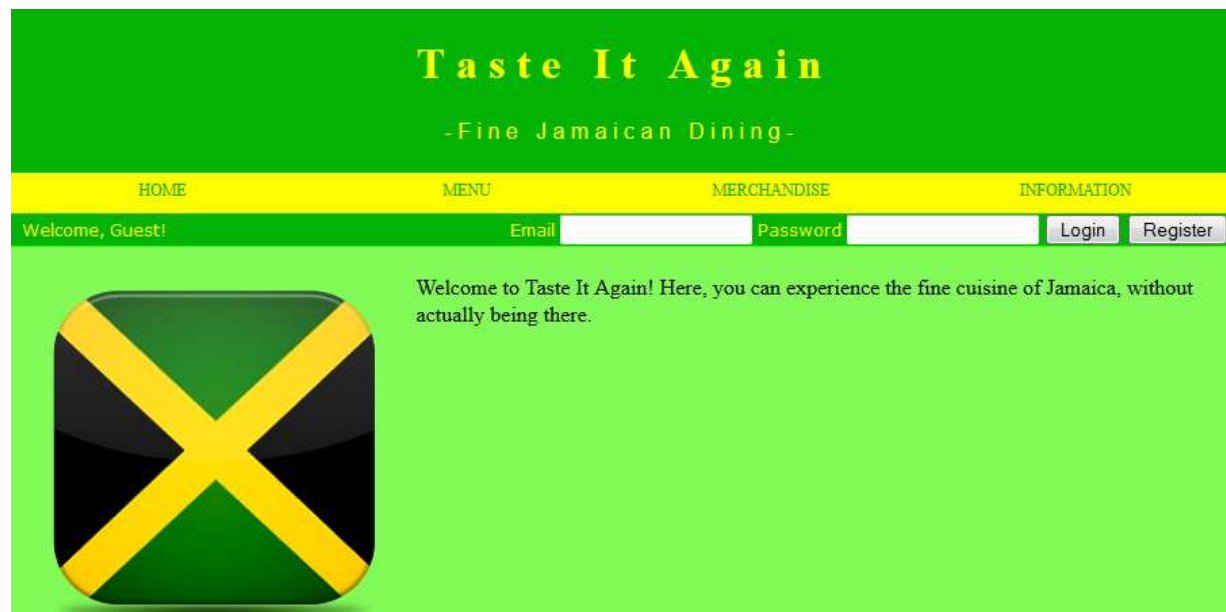 Taste It Again
-Fine Jamaican Dining-
HOME MENU MERCHANDISE INFORMATION
Welcome, Guest! Email Password Login Register
Welcome to Taste It Again! Here, you can experience the fine cuisine of Jamaica, without
actually being there.